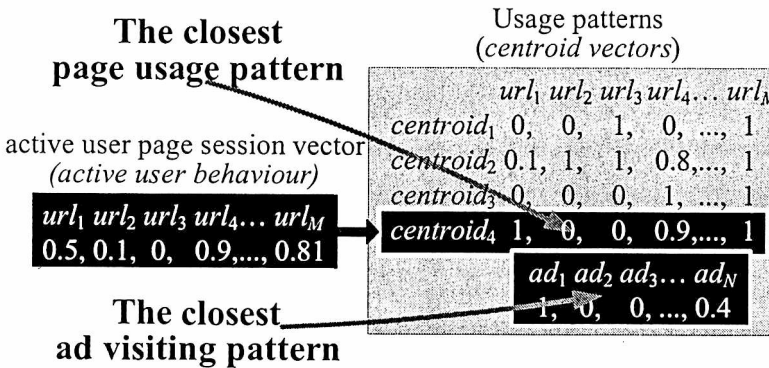 The closest
page usage pattern
Usage patterns
(centroid vectors)
url1 url2 url3 url4... urlM
centroid1 0, 0, 1, 0, ..., 1
centroid2 0.1, 1, 1, 0.8,..., 1
centroid3 0, 0, 0, 1, ..., 1
centroid4 1, 0, 0, 0.9,..., 1
active user page session vector
(active user behaviour)
url1 url2 url3 url4... urlM
0.5, 0.1, 0, 0.9,..., 0.81
ad1 ad2 ad3... adN
1, 0, 0, ..., 0.4
The closest
ad visiting pattern